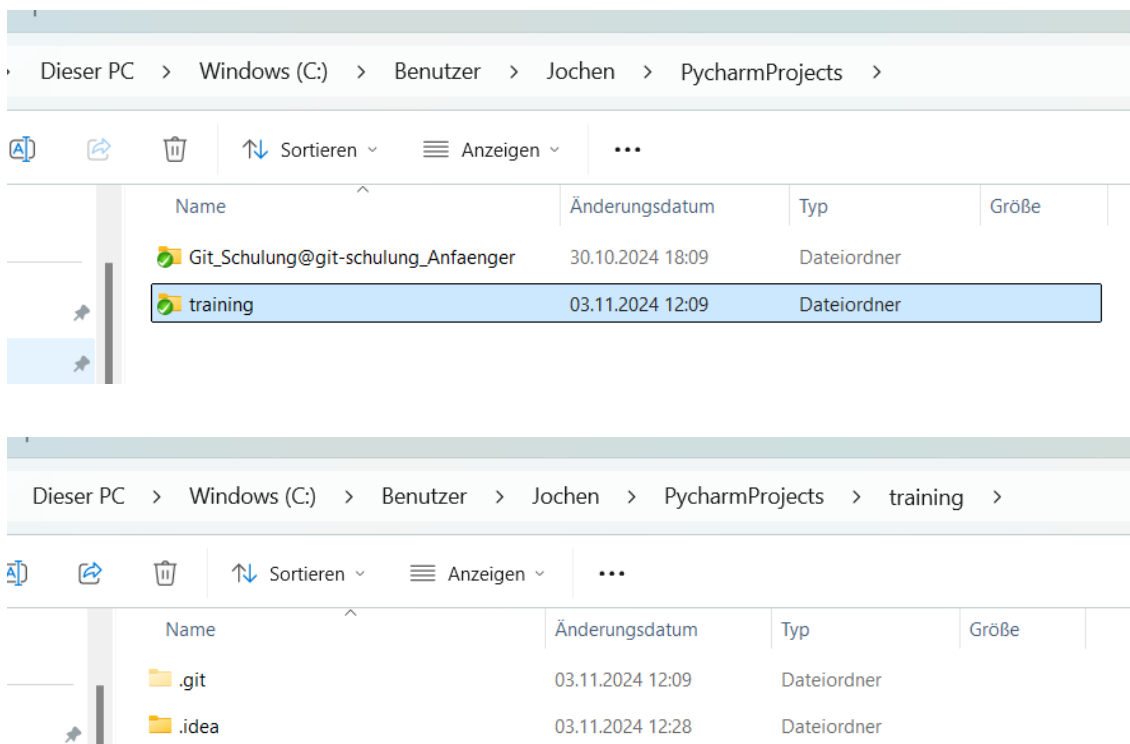 Dieser PC > Windows (C:) > Benutzer > Jochen > PycharmProjects >
Sortieren Anzeigen ...
Name Änderungsdatum Typ Größe
Git_Schulung@git-schulung_Anfaenger 30.10.2024 18:09 Dateiordner
training 03.11.2024 12:09 Dateiordner
Dieser PC > Windows (C:) > Benutzer > Jochen > PycharmProjects > training >
Sortieren Anzeigen ...
Name Änderungsdatum Typ Größe
.git 03.11.2024 12:09 Dateiordner
.idea 03.11.2024 12:28 Dateiordner